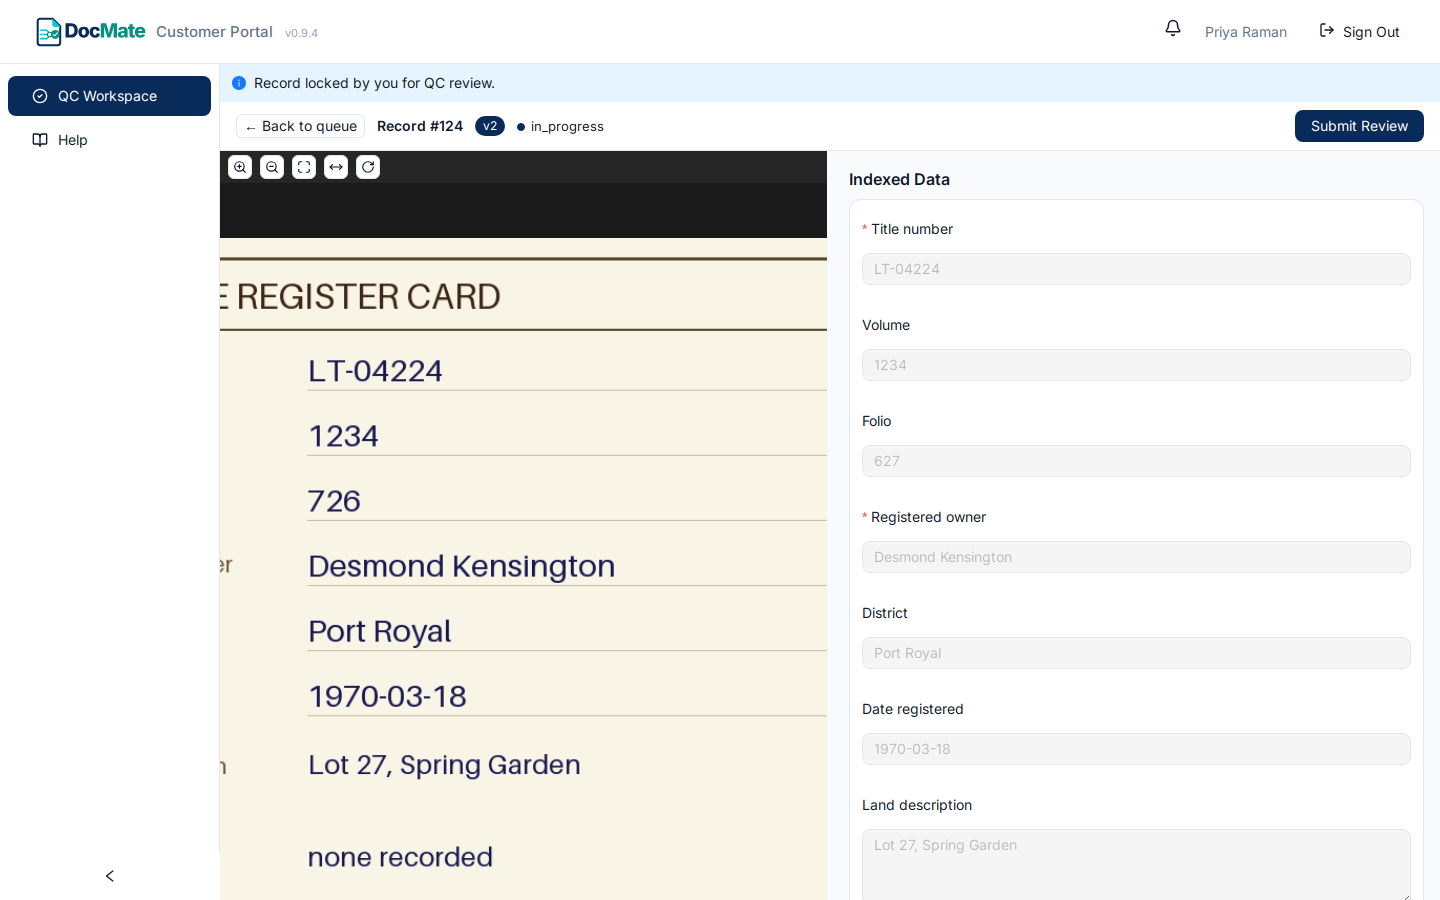 DocMate Customer Portal v0.9.4
Priya Raman
Sign Out
QC Workspace
Help
Record locked by you for QC review.
← Back to queue
Record #124
v2
in_progress
Submit Review
E REGISTER CARD
LT-04224
1234
726
er Desmond Kensington
Port Royal
1970-03-18
n Lot 27, Spring Garden
none recorded
Indexed Data
* Title number
LT-04224
Volume
1234
Folio
627
* Registered owner
Desmond Kensington
District
Port Royal
Date registered
1970-03-18
Land description
Lot 27, Spring Garden